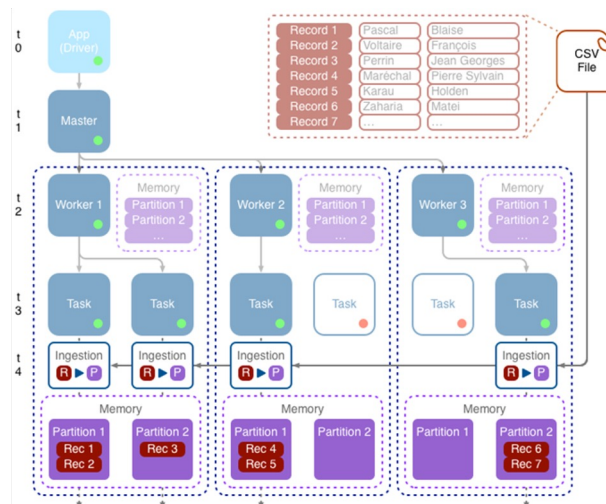 t
0
App
(Driver)
Record 1 Pascal Blaise
Record 2 Voltaire François
Record 3 Perrin Jean Georges
Record 4 Maréchal Pierre Sylvain
Record 5 Karau Holden
Record 6 Zaharia Matei
Record 7 ... ...
CSV
File
t
1
Master
t
2
Worker 1
Memory
Partition 1
Partition 2
...
Worker 2
Memory
Partition 1
Partition 2
...
Worker 3
Memory
Partition 1
Partition 2
...
t
3
Task Task Task Task Task Task
t
4
Ingestion Ingestion Ingestion Ingestion
R P R P R P R P
Memory Memory Memory
Partition 1 Partition 2 Partition 1 Partition 2 Partition 1 Partition 2
Rec 1 Rec 3 Rec 4 Rec 6
Rec 2 Rec 5 Rec 7